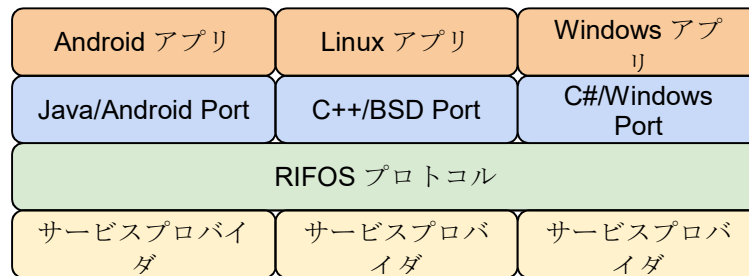 Android アプリ
Linux アプリ
Windows アプ
リ
Java/Android Port
C++/BSD Port
C#/Windows
Port
RIFOS プロトコル
サービスプロバイ
ダ
サービスプロバ
イダ
サービスプロバ
イダ